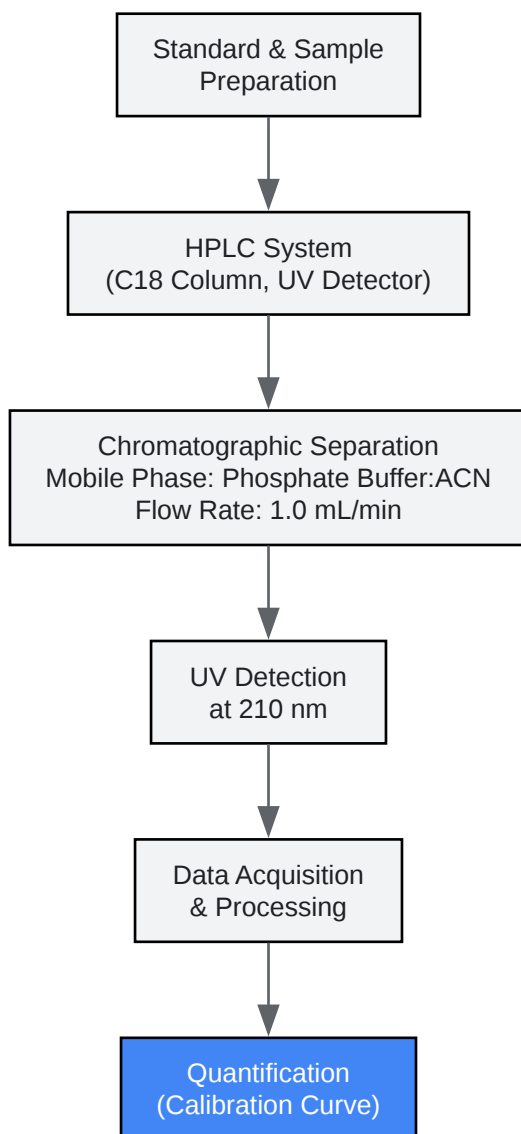 Standard & Sample
Preparation
HPLC System
(C18 Column, UV Detector)
Chromatographic Separation
Mobile Phase: Phosphate Buffer:ACN
Flow Rate: 1.0 mL/min
UV Detection
at 210 nm
Data Acquisition
& Processing
Quantification
(Calibration Curve)